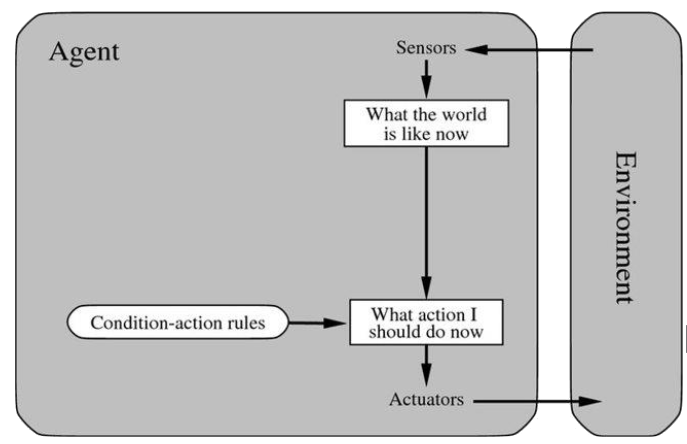 Agent
Sensors
What the world
is like now
Environment
Condition-action rules
What action I
should do now
Actuators